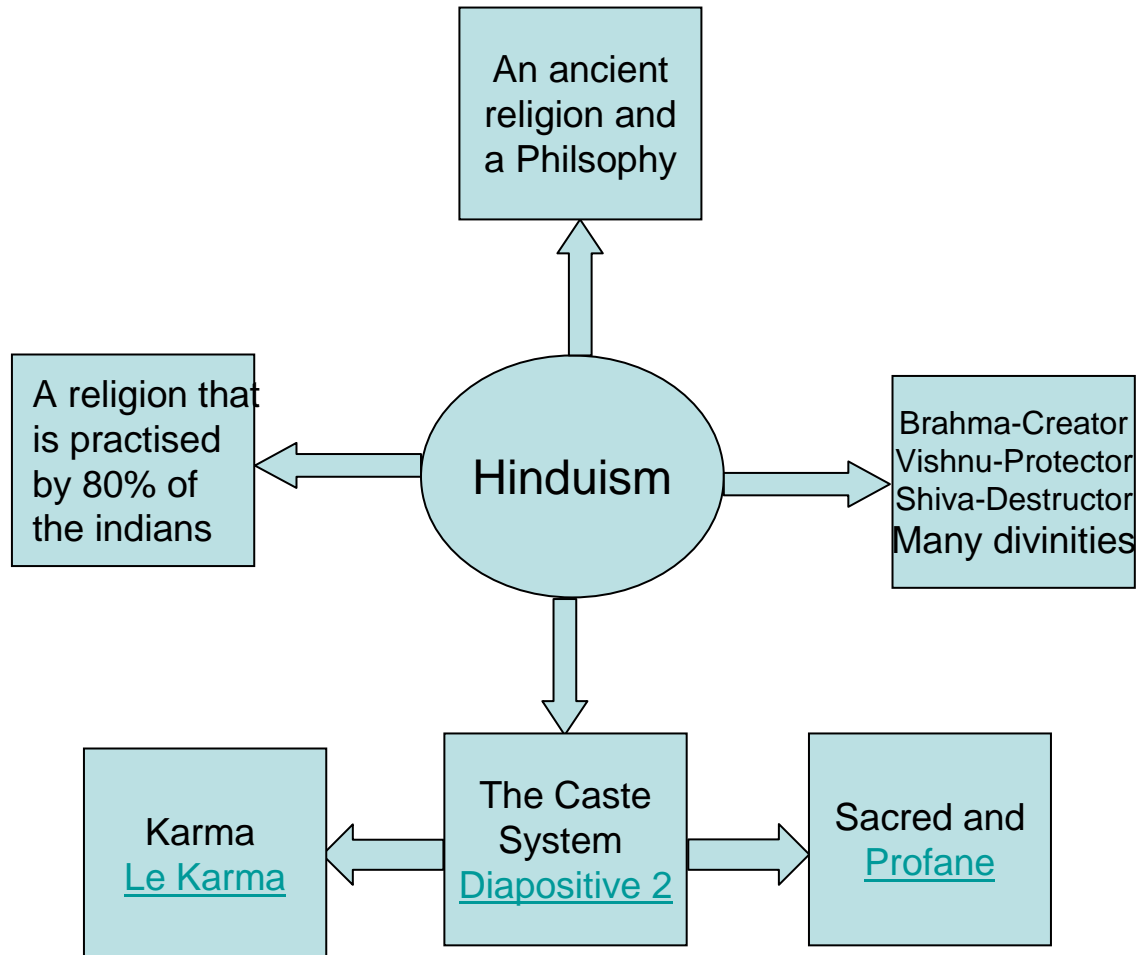 An ancient
religion and
a Philsophy
A religion that
is practised
by 80% of
the indians
Hinduism
Brahma-Creator
Vishnu-Protector
Shiva-Destructor
Many divinities
Karma
Le Karma
The Caste
System
Diapositive 2
Sacred and
Profane